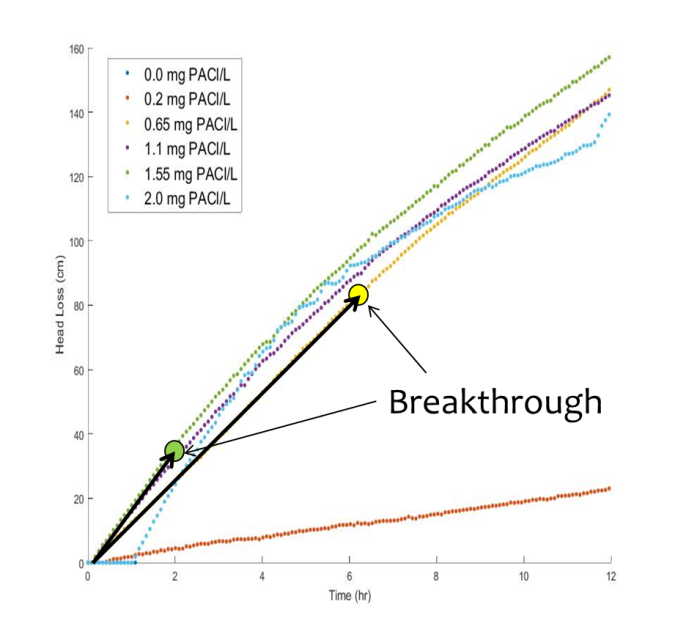 160
0.0 mg PACl/L
0.2 mg PACl/L
0.65 mg PACl/L
1.1 mg PACl/L
1.55 mg PACl/L
2.0 mg PACl/L
140
120
100
80
60
40
20
0
Head Loss (cm)
Breakthrough
0 2 4 6 8 10 12
Time (hr)